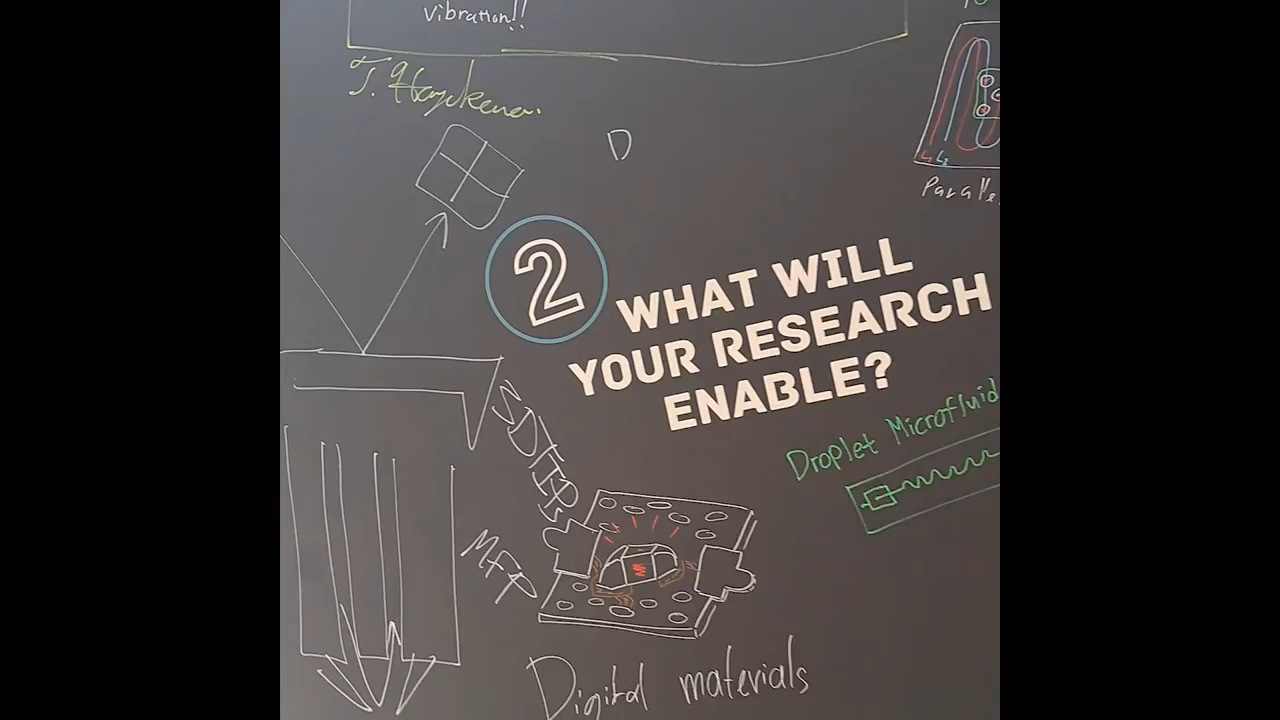 Vibration!!
D
2
WHAT WILL
YOUR RESEARCH
ENABLE?
Droplet Microfluid
Digital materials